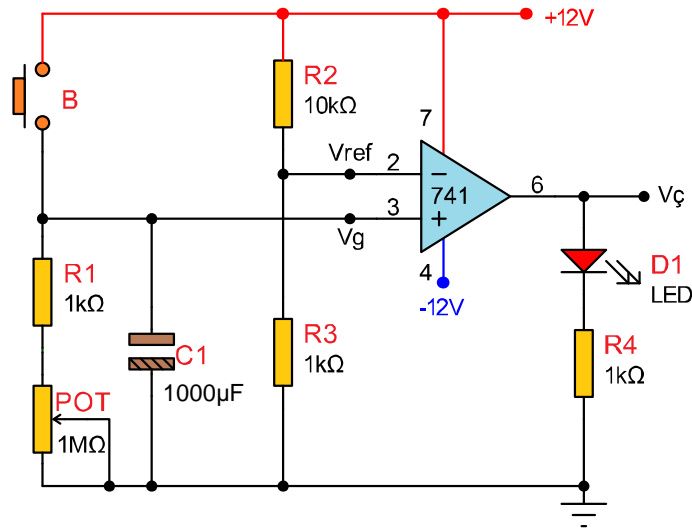 +12V
B
R2
10kΩ
7
Vref
2
741
3
6
Vç
Vg
4
-12V
D1
LED
R1
1kΩ
C1
1000µF
R3
1kΩ
R4
1kΩ
POT
1MΩ